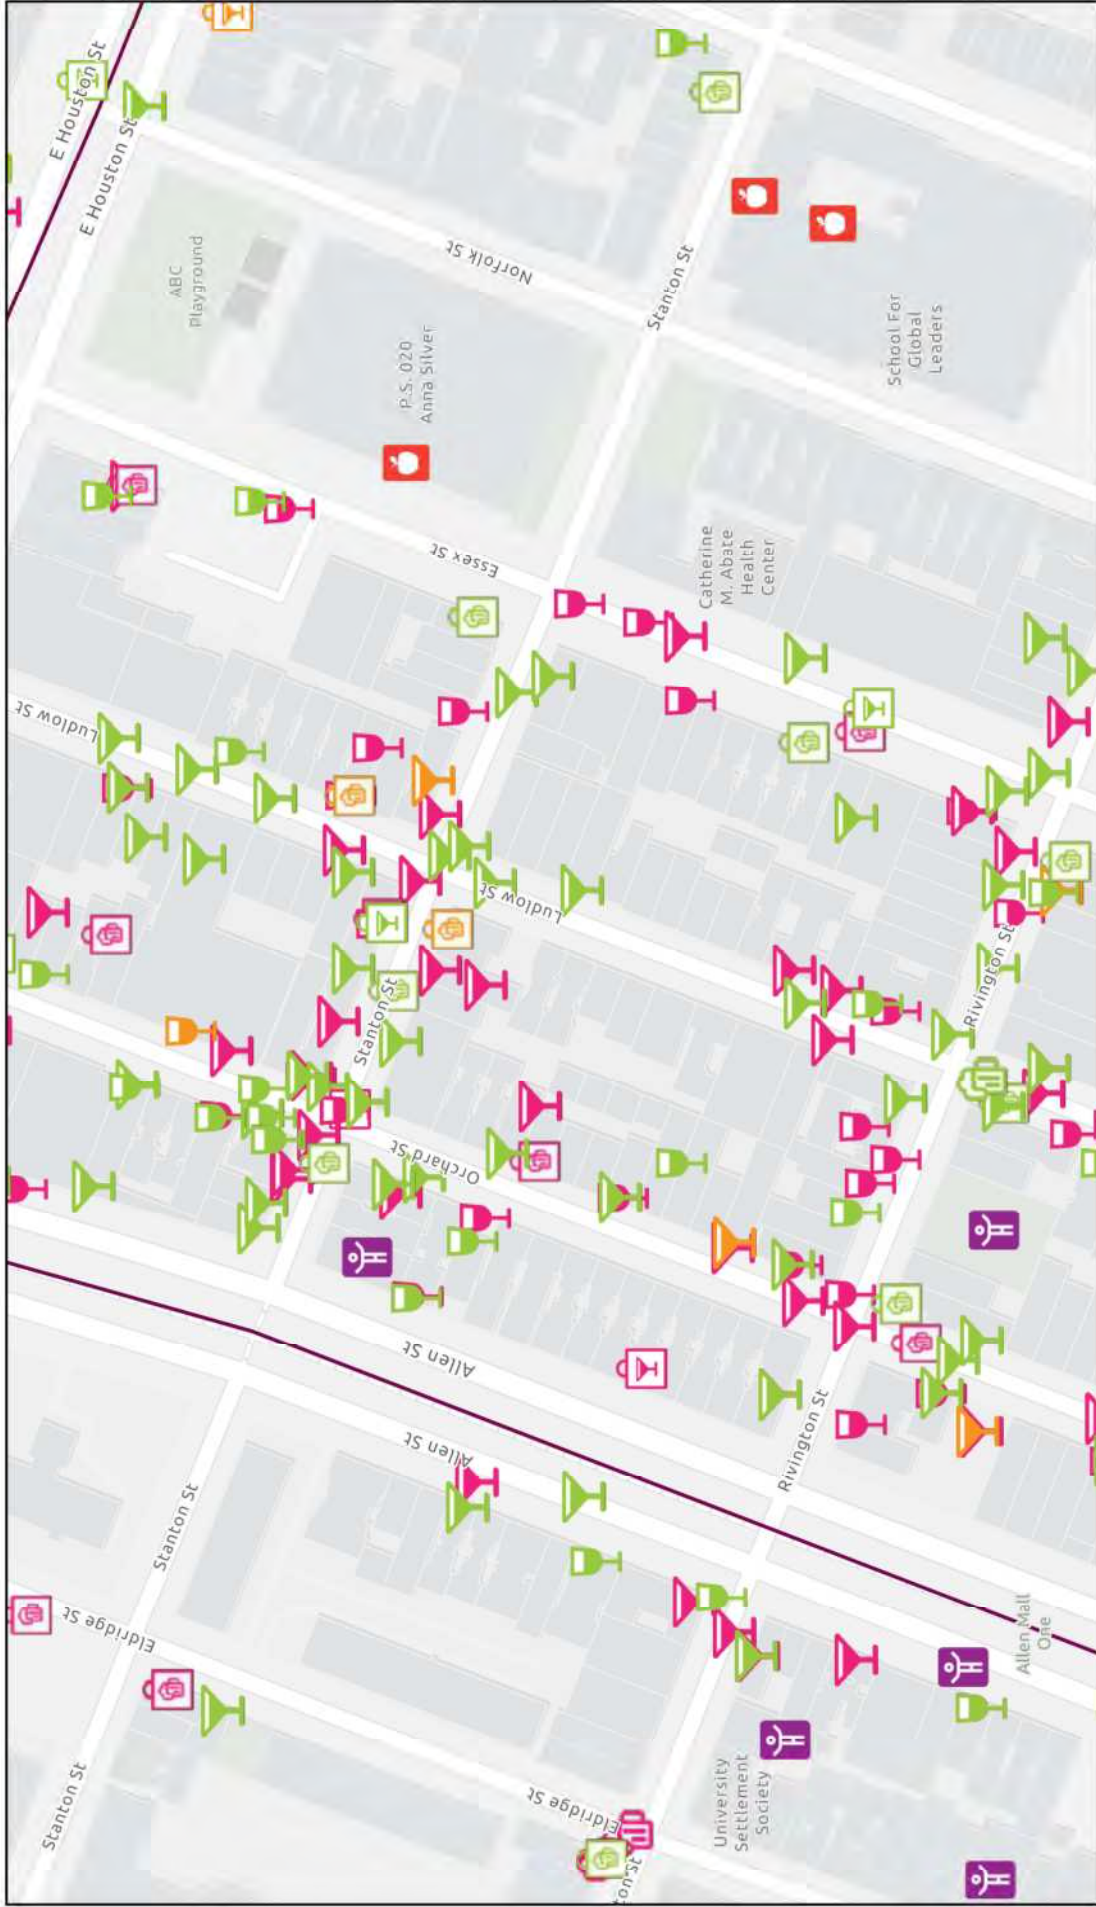 E Houston St
E Houston St
ABC
Playground
Norfolk St
Stanton St
P.S. 020
Anna Silver
School For
Global
Leaders
Essex St
Catherine
M. Abate
Health
Center
Ludlow St
Ludlow St
Stanton St
Rivington St
Orchard St
Allen St
Allen St
Rivington St
Stanton St
Eldridge St
Allen Mall
One
Stanton St
Eldridge St
University
Settlement
Society
ton St